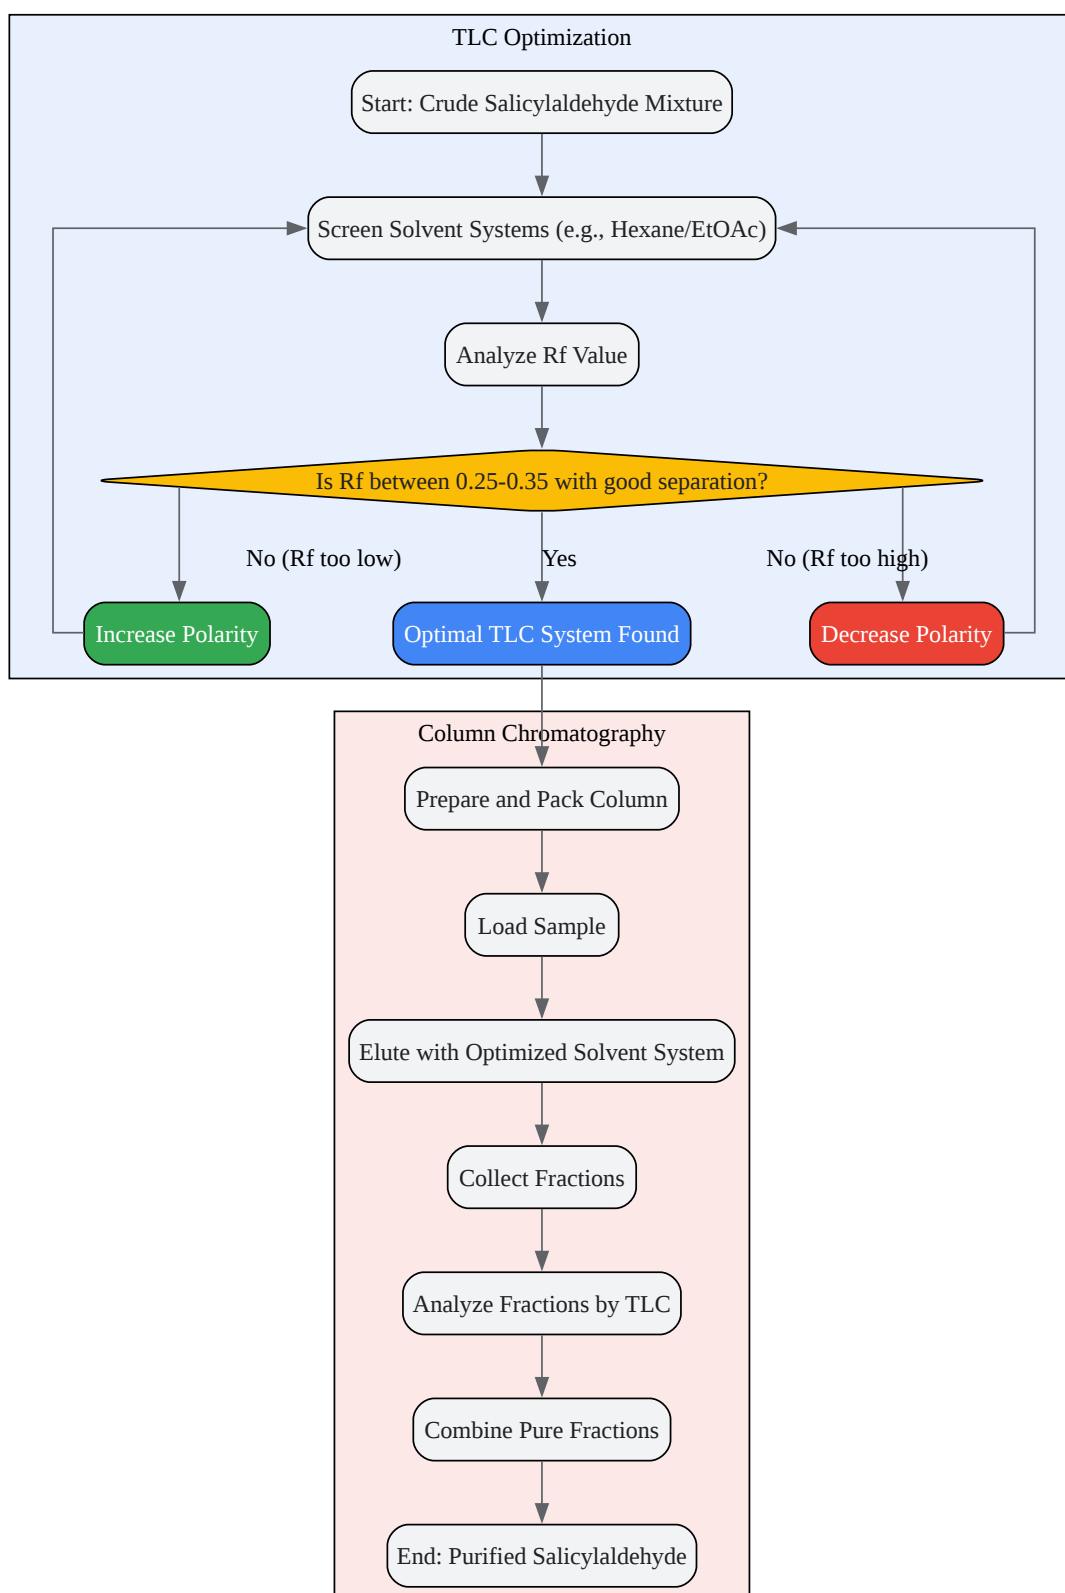 TLC Optimization
Start: Crude Salicylaldehyde Mixture
Screen Solvent Systems (e.g., Hexane/EtOAc)
Analyze Rf Value
Is Rf between 0.25-0.35 with good separation?
No (Rf too low)
Yes
No (Rf too high)
Increase Polarity
Optimal TLC System Found
Decrease Polarity
Column Chromatography
Prepare and Pack Column
Load Sample
Elute with Optimized Solvent System
Collect Fractions
Analyze Fractions by TLC
Combine Pure Fractions
End: Purified Salicylaldehyde